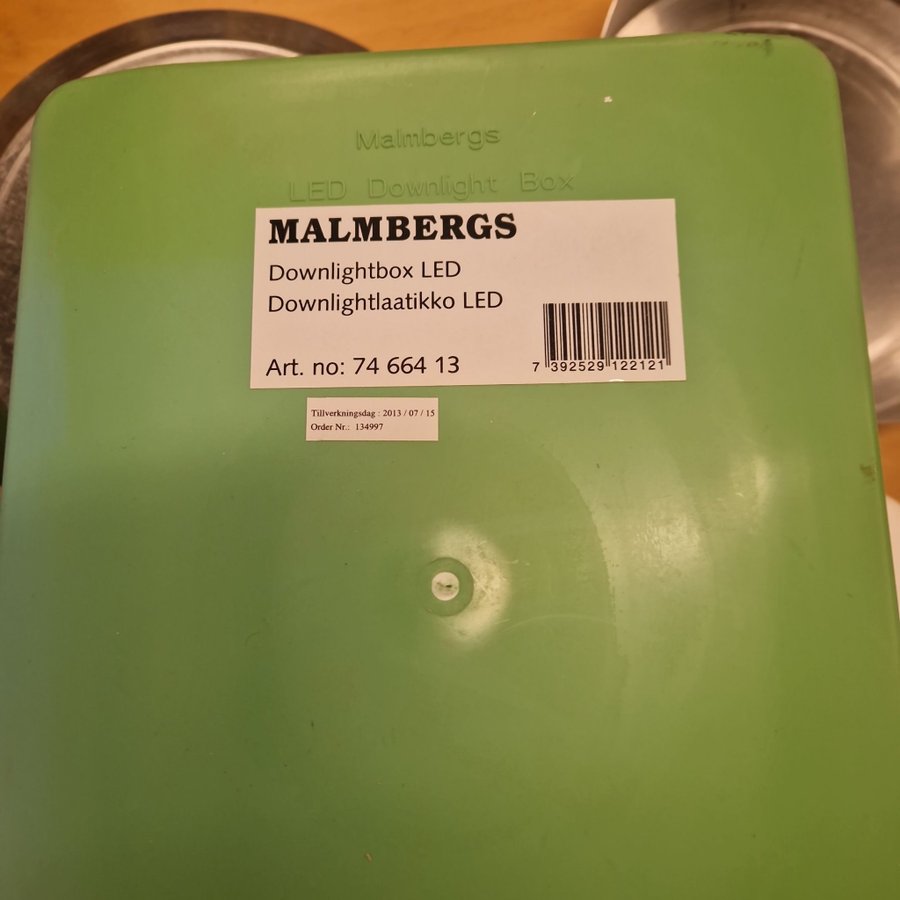 Malmbergs
LED Downlight Box
MALMBERGS
Downlightbox LED
Downlightlaatikko LED
Art. no: 74 664 13
7 392529 122121
Tillverkningsdag : 2013 / 07 / 15
Order Nr.: 134997